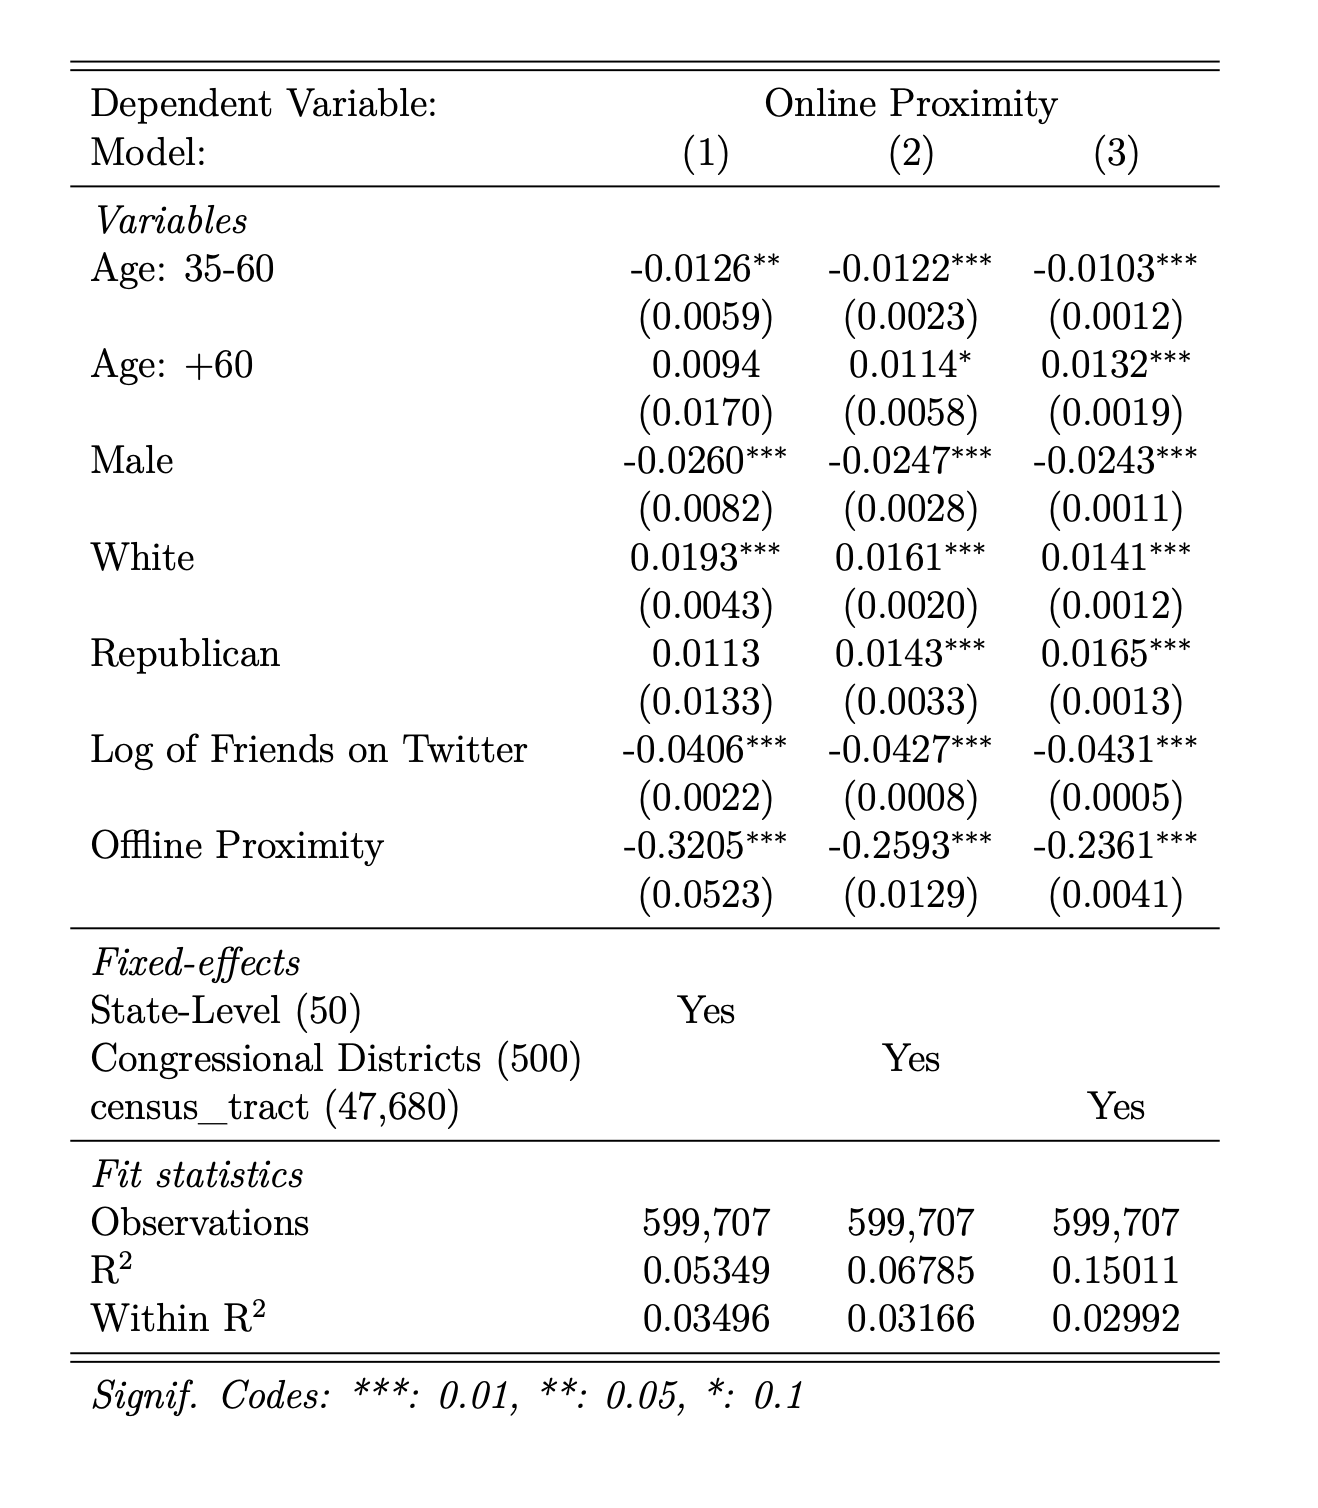 Dependent Variable: Online Proximity
Model: (1) (2) (3)
Variables
Age: 35-60 -0.0126** -0.0122*** -0.0103***
(0.0059) (0.0023) (0.0012)
Age: +60 0.0094 0.0114* 0.0132***
(0.0170) (0.0058) (0.0019)
Male -0.0260*** -0.0247*** -0.0243***
(0.0082) (0.0028) (0.0011)
White 0.0193*** 0.0161*** 0.0141***
(0.0043) (0.0020) (0.0012)
Republican 0.0113 0.0143*** 0.0165***
(0.0133) (0.0033) (0.0013)
Log of Friends on Twitter -0.0406*** -0.0427*** -0.0431***
(0.0022) (0.0008) (0.0005)
Offline Proximity -0.3205*** -0.2593*** -0.2361***
(0.0523) (0.0129) (0.0041)
Fixed-effects
State-Level (50) Yes
Congressional Districts (500) Yes
census_tract (47,680) Yes
Fit statistics
Observations 599,707 599,707 599,707
R² 0.05349 0.06785 0.15011
Within R² 0.03496 0.03166 0.02992
Signif. Codes: ***: 0.01, **: 0.05, *: 0.1